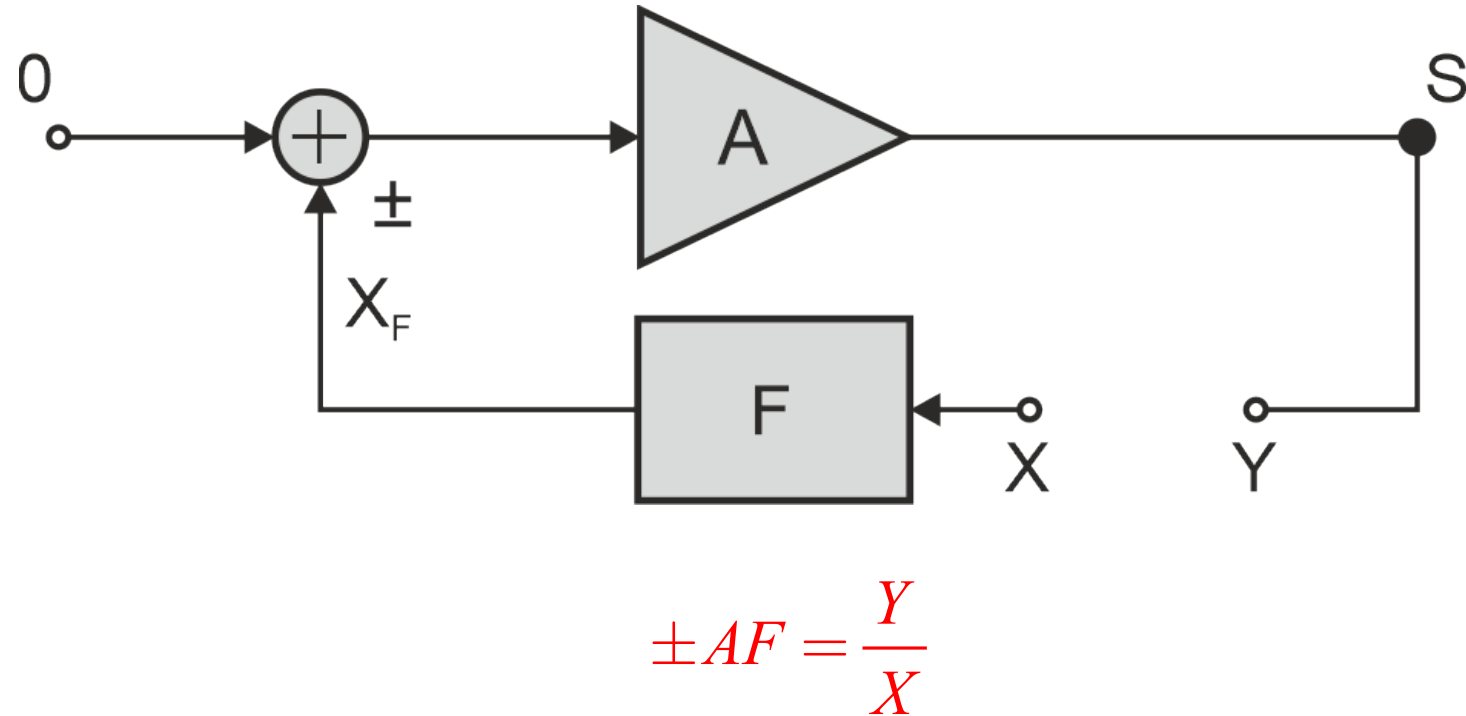 0
S
+
A
±
X_F
F
X
Y
±AF = Y/X